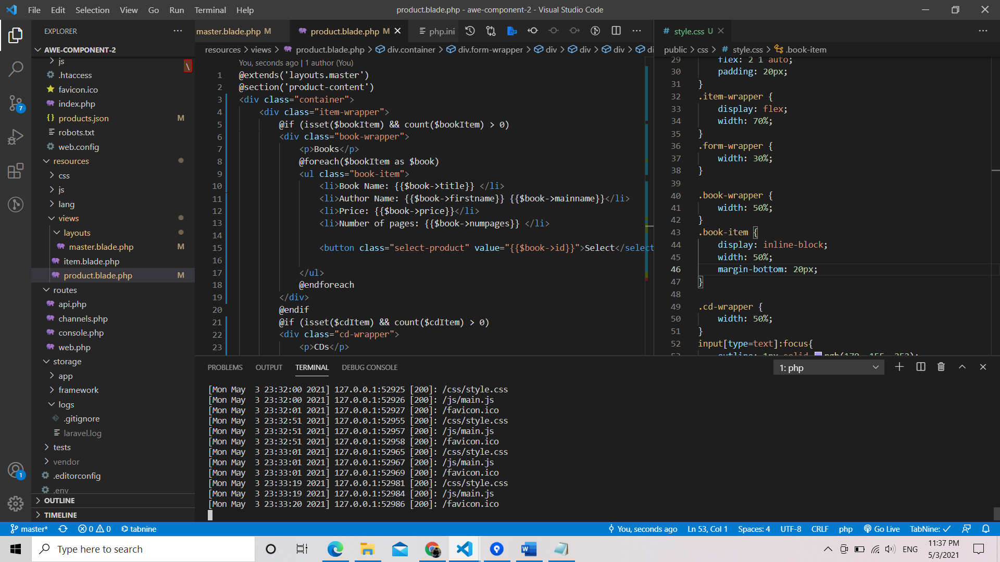 File Edit Selection View Go Run Terminal Help
product.blade.php - awe-component-2 - Visual Studio Code
EXPLORER
AWE-COMPONENT-2
js
\
.htaccess
favicon.ico
index.php
{} products.json M
robots.txt
web.config
resources
css
js
lang
views
layouts
master.blade.php M
item.blade.php
product.blade.php M
routes
api.php
channels.php
console.php
web.php
storage
app
framework
logs
.gitignore
laravel.log
tests
vendor
.editorconfig
.env
OUTLINE
TIMELINE
7
1
master.blade.php M
product.blade.php M
php.ini
resources > views > product.blade.php > div.container > div.form-wrapper > div > div > div > di
You, seconds ago | 1 author (You)
1 @extends('layouts.master')
2 @section('product-content')
3 <div class="container">
4 <div class="item-wrapper">
5 @if (isset($bookItem) && count($bookItem) > 0)
6 <div class="book-wrapper">
7 <p>Books</p>
8 @foreach($bookItem as $book)
9 <ul class="book-item">
10 <li>Book Name: {{$book->title}} </li>
11 <li>Author Name: {{$book->firstname}} {{$book->mainname}}</li>
12 <li>Price: {{$book->price}}</li>
13 <li>Number of pages: {{$book->numpages}} </li>
14
15 <button class="select-product" value="{{$book->id}}">Select</select
16
17 </ul>
18 @endforeach
19 </div>
20 @endif
21 @if (isset($cdItem) && count($cdItem) > 0)
22 <div class="cd-wrapper">
23 <p>CDs</p>
# style.css U
public > css > # style.css > .book-item
29 flex: 2 1 auto;
30 padding: 20px;
31 }
32 .item-wrapper {
33 display: flex;
34 width: 70%;
35 }
36 .form-wrapper {
37 width: 30%;
38 }
39
40 .book-wrapper {
41 width: 50%;
42 }
43 .book-item {
44 display: inline-block;
45 width: 50%;
46 margin-bottom: 20px;
47 }
48
49 .cd-wrapper {
50 width: 50%;
51 }
52 input[type=text]:focus{
53 outline: 1px solid rgb(170, 155, 252);
PROBLEMS OUTPUT TERMINAL DEBUG CONSOLE
1: php
[Mon May  3 23:32:00 2021] 127.0.0.1:52925 [200]: /css/style.css
[Mon May  3 23:32:00 2021] 127.0.0.1:52926 [200]: /js/main.js
[Mon May  3 23:32:01 2021] 127.0.0.1:52927 [200]: /favicon.ico
[Mon May  3 23:32:51 2021] 127.0.0.1:52955 [200]: /css/style.css
[Mon May  3 23:32:51 2021] 127.0.0.1:52957 [200]: /js/main.js
[Mon May  3 23:32:51 2021] 127.0.0.1:52958 [200]: /favicon.ico
[Mon May  3 23:33:01 2021] 127.0.0.1:52965 [200]: /css/style.css
[Mon May  3 23:33:01 2021] 127.0.0.1:52967 [200]: /js/main.js
[Mon May  3 23:33:01 2021] 127.0.0.1:52969 [200]: /favicon.ico
[Mon May  3 23:33:19 2021] 127.0.0.1:52981 [200]: /css/style.css
[Mon May  3 23:33:19 2021] 127.0.0.1:52984 [200]: /js/main.js
[Mon May  3 23:33:20 2021] 127.0.0.1:52986 [200]: /favicon.ico
master* 0 0 tabnine
You, seconds ago Ln 53, Col 1 Spaces: 4 UTF-8 CRLF php Go Live TabNine: ✓
Type here to search
ENG
11:37 PM
5/3/2021